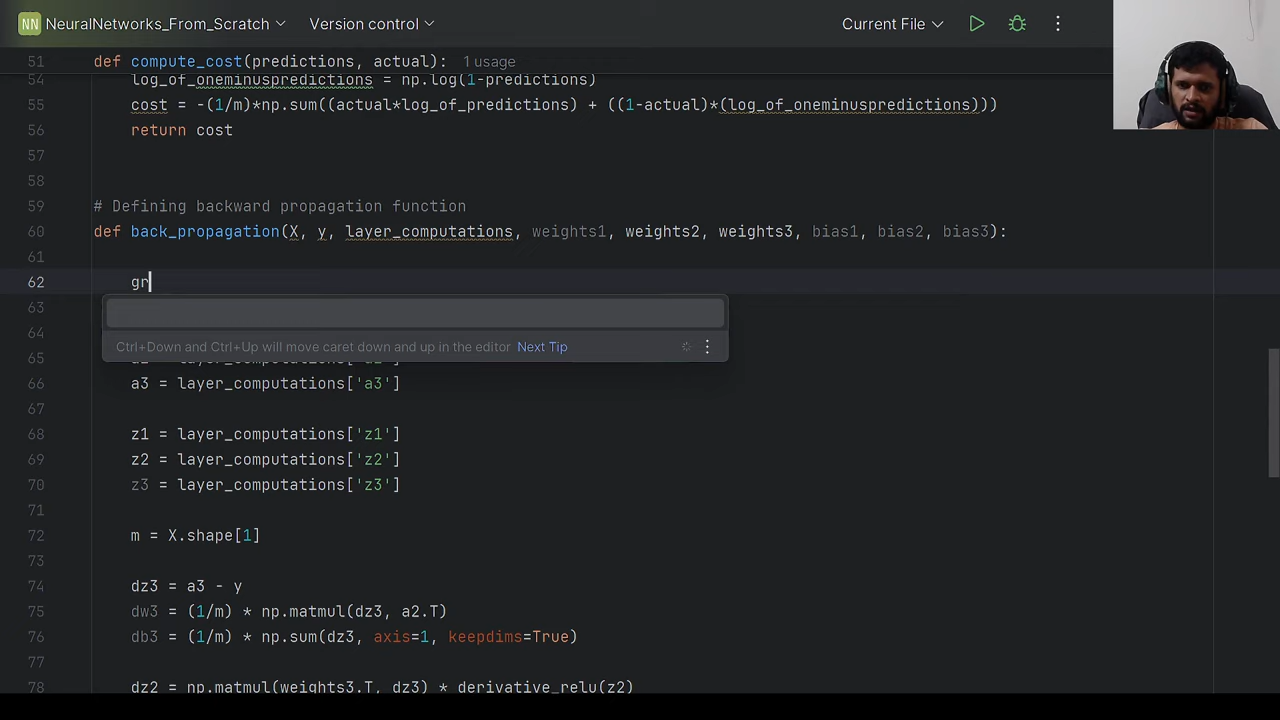 NN NeuralNetworks_From_Scratch Version control Current File
51 def compute_cost(predictions, actual): 1 usage
54 log_of_oneminuspredictions = np.log(1-predictions)
55 cost = -(1/m)*np.sum((actual*log_of_predictions) + ((1-actual)*(log_of_oneminuspredictions)))
56 return cost
57
58
59 # Defining backward propagation function
60 def back_propagation(X, y, layer_computations, weights1, weights2, weights3, bias1, bias2, bias3):
61
62 gr
63
Ctrl+Down and Ctrl+Up will move caret down and up in the editor Next Tip
64
65
66 a3 = layer_computations['a3']
67
68 z1 = layer_computations['z1']
69 z2 = layer_computations['z2']
70 z3 = layer_computations['z3']
71
72 m = X.shape[1]
73
74 dz3 = a3 - y
75 dw3 = (1/m) * np.matmul(dz3, a2.T)
76 db3 = (1/m) * np.sum(dz3, axis=1, keepdims=True)
77
78 dz2 = np.matmul(weights3.T, dz3) * derivative_relu(z2)